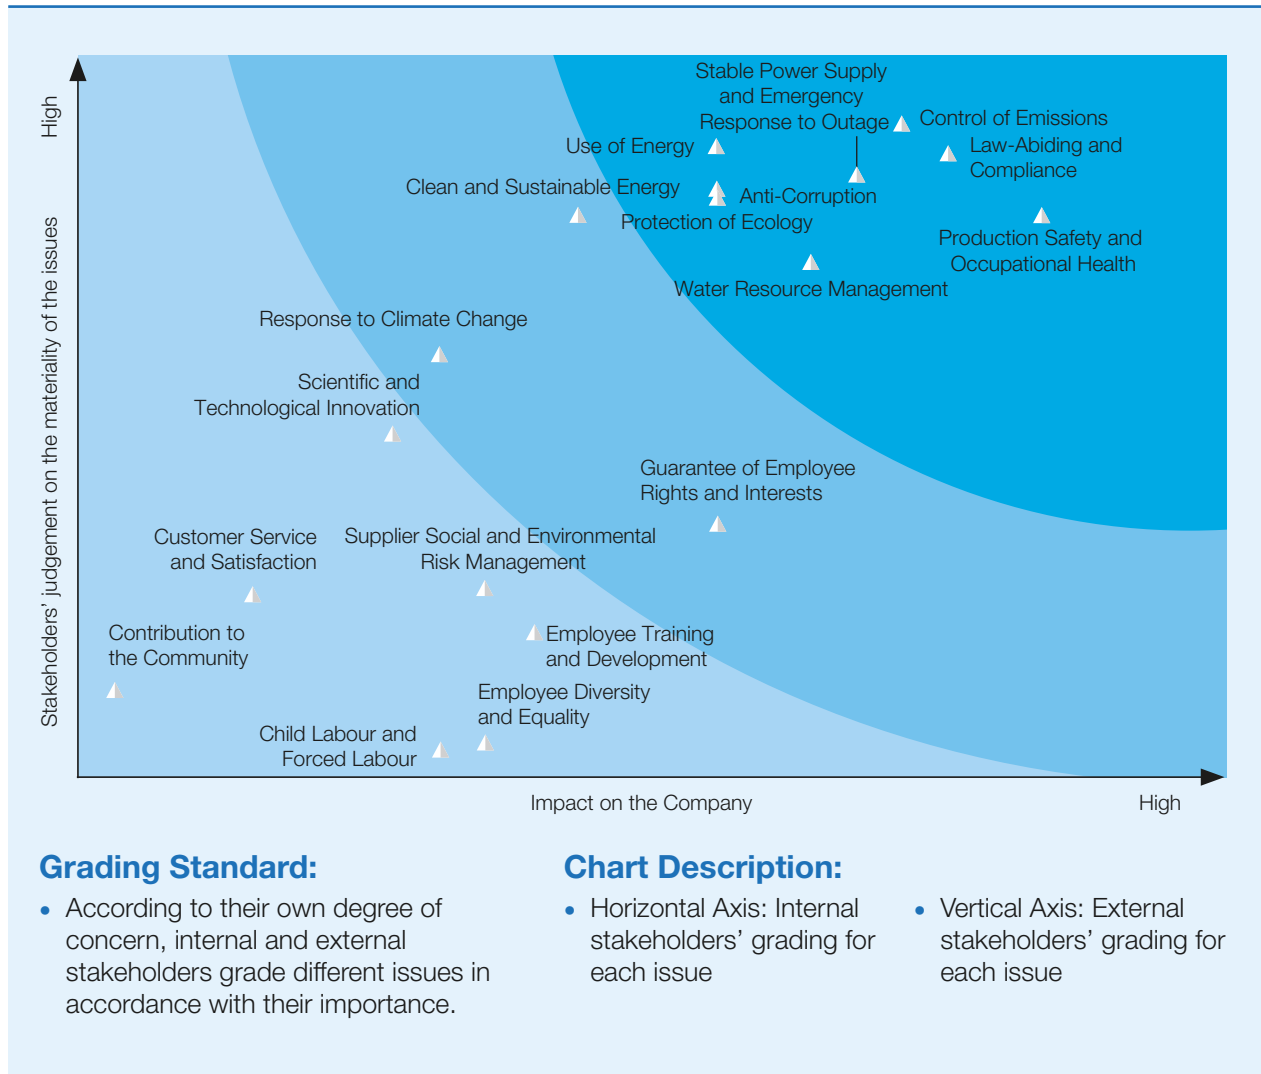 High
Stakeholders’ judgement on the materiality of the issues
Stable Power Supply
and Emergency
Response to Outage
Control of Emissions
Law-Abiding and
Compliance
Use of Energy
Clean and Sustainable Energy
Anti-Corruption
Protection of Ecology
Production Safety and
Occupational Health
Water Resource Management
Response to Climate Change
Scientific and
Technological Innovation
Guarantee of Employee
Rights and Interests
Customer Service
and Satisfaction
Supplier Social and Environmental
Risk Management
Contribution to
the Community
Employee Training
and Development
Employee Diversity
and Equality
Child Labour and
Forced Labour
Impact on the Company
High
Grading Standard:
• According to their own degree of
concern, internal and external
stakeholders grade different issues in
accordance with their importance.
Chart Description:
• Horizontal Axis: Internal
stakeholders’ grading for
each issue
• Vertical Axis: External
stakeholders’ grading for
each issue